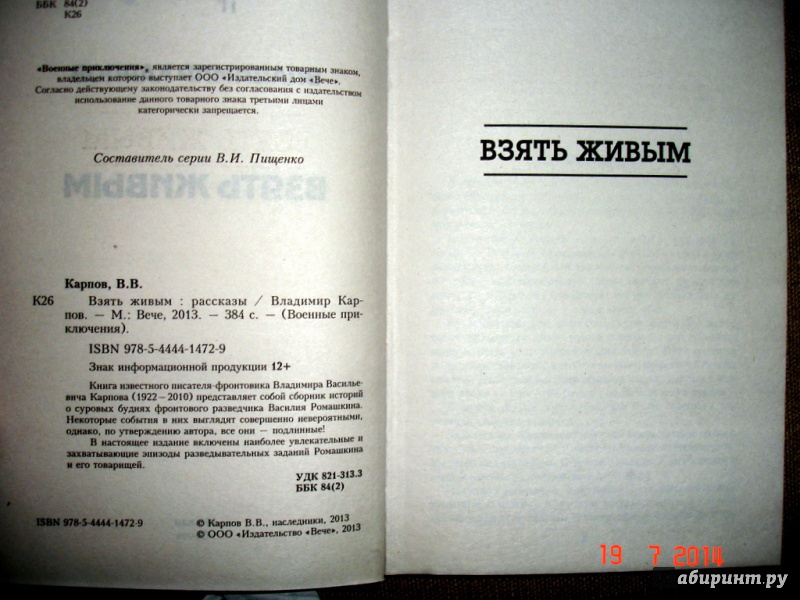 ББК 84(2)
К26
«Военные приключения», является зарегистрированным товарным знаком,
владельцем которого выступает ООО «Издательский дом «Вече».
Согласно действующему законодательству без согласования с издательством
использование данного товарного знака третьими лицами
категорически запрещается.
Составитель серии В.И. Пищенко
Карпов, В.В.
К26 Взять живым : рассказы / Владимир Кар-
пов. — М.: Вече, 2013. — 384 с. — (Военные при-
ключения).
ISBN 978-5-4444-1472-9
Знак информационной продукции 12+
Книга известного писателя-фронтовика Владимира Василье-
вича Карпова (1922—2010) представляет собой сборник историй
о суровых буднях фронтового разведчика Василия Ромашкина.
Некоторые события в них выглядят совершенно невероятными,
однако, по утверждению автора, все они — подлинные!
В настоящее издание включены наиболее увлекательные и
захватывающие эпизоды разведывательных заданий Ромашкина
и его товарищей.
УДК 821-313.3
ББК 84(2)
ISBN 978-5-4444-1472-9
© Карпов В.В., наследники, 2013
© ООО «Издательство «Вече», 2013
ВЗЯТЬ ЖИВЫМ
19 7 2014
абиринт.ру